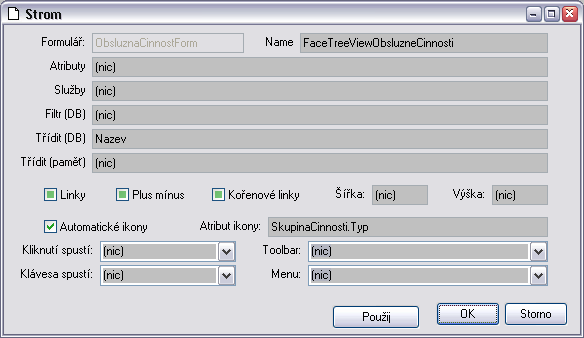 Strom
Formulář: ObsluznaCinnostForm Name FaceTreeViewObsluzneCinnosti
Atributy (nic)
Služby (nic)
Filtr (DB) (nic)
Třídit (DB) Nazev
Třídit (paměť) (nic)
Linky Plus mínus Kořenové linky Šířka: (nic) Výška: (nic)
Automatické ikony Atribut ikony: SkupinaCinnosti.Typ
Kliknutí spustí: (nic) Toolbar: (nic)
Klávesa spustí: (nic) Menu: (nic)
Použij OK Storno